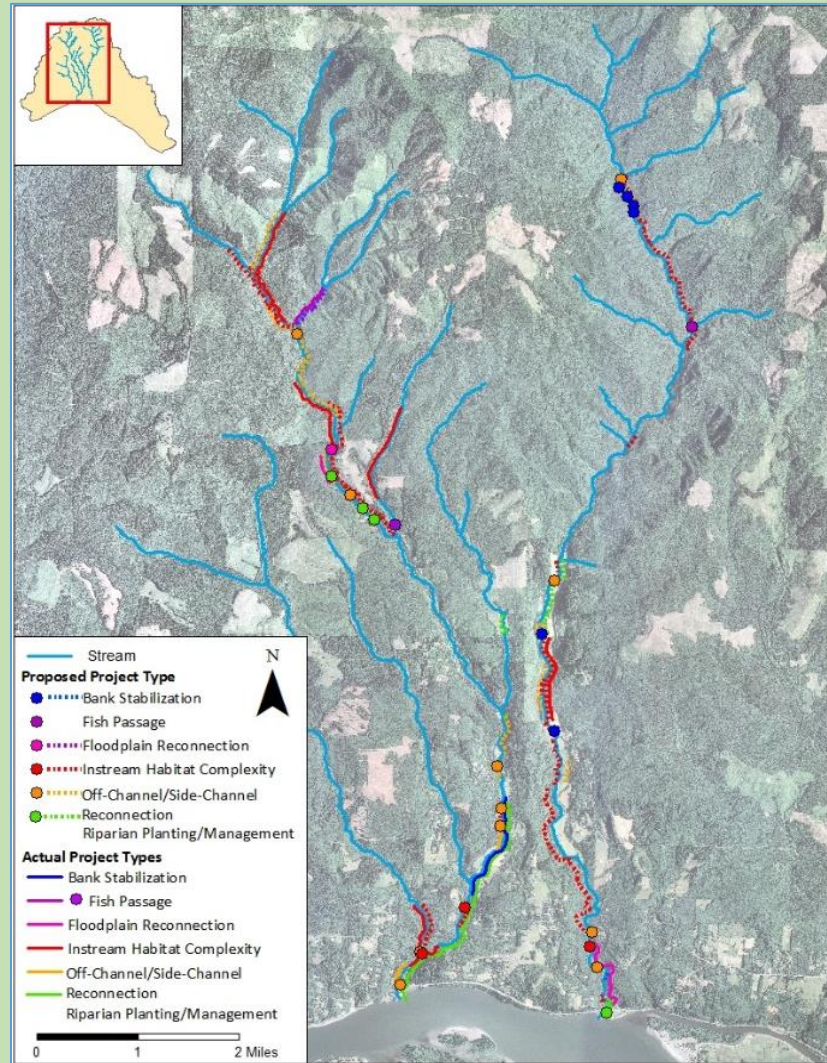 Stream
N
Proposed Project Type
Bank Stabilization
Fish Passage
Floodplain Reconnection
Instream Habitat Complexity
Off-Channel/Side-Channel
Reconnection
Riparian Planting/Management
Actual Project Types
Bank Stabilization
Fish Passage
Floodplain Reconnection
Instream Habitat Complexity
Off-Channel/Side-Channel
Reconnection
Riparian Planting/Management
0 1 2 Miles